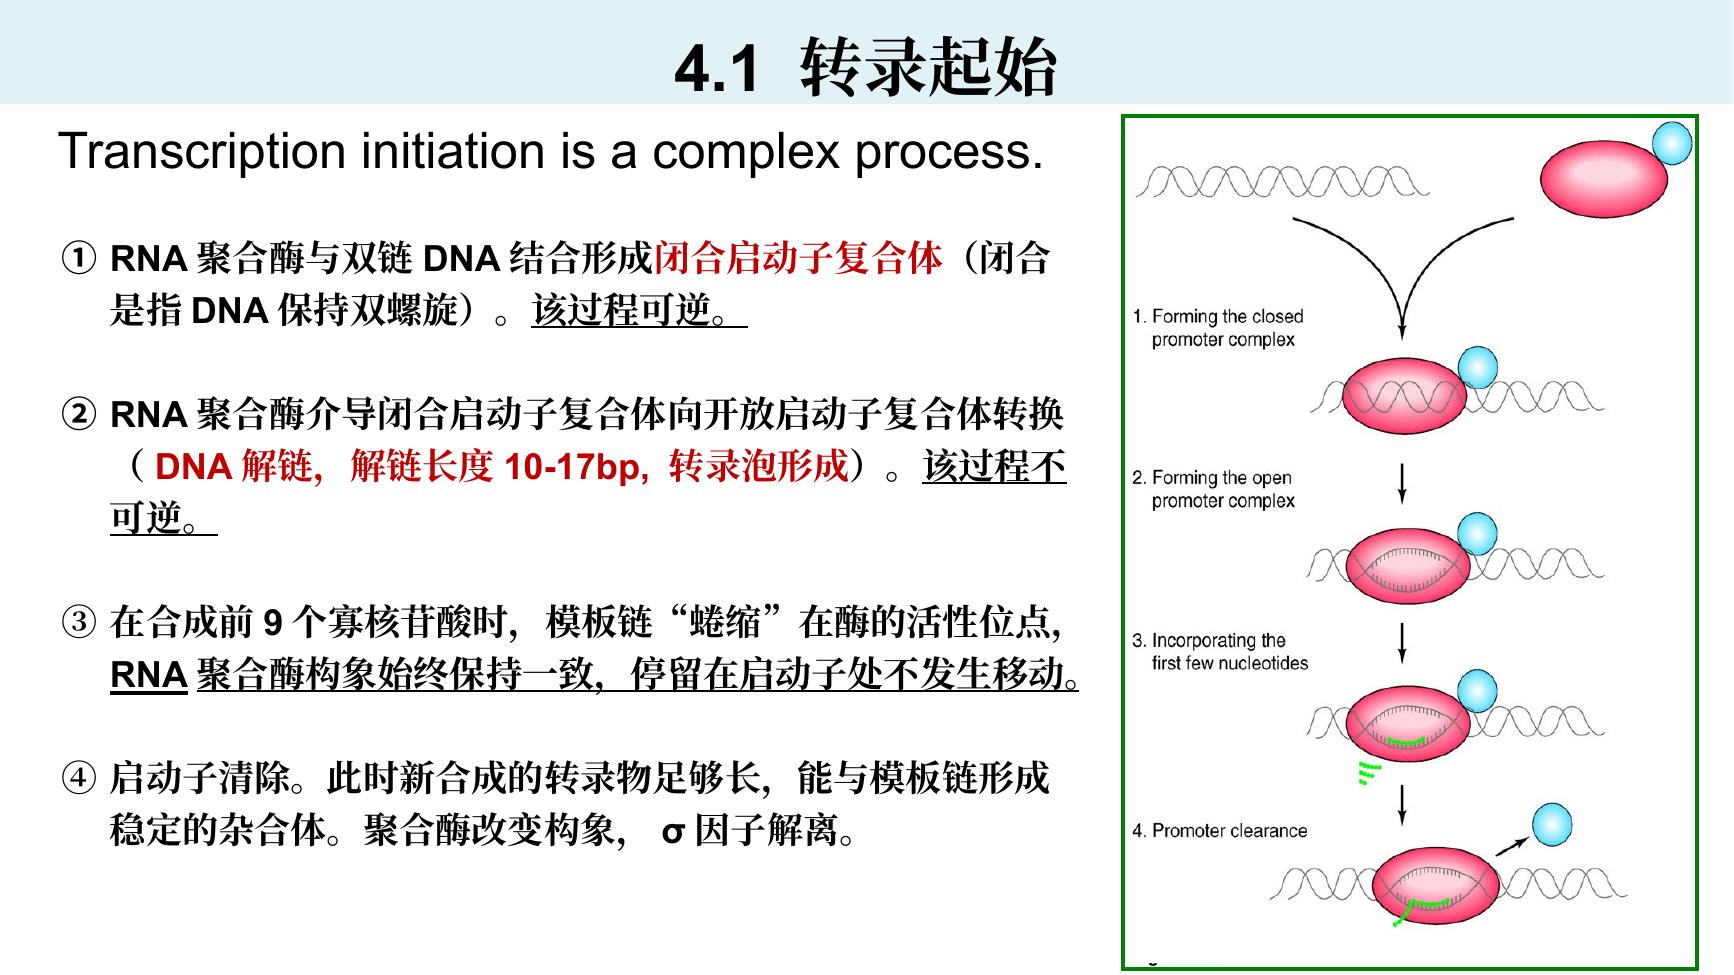 4.1 转录起始
Transcription initiation is a complex process.
① RNA 聚合酶与双链 DNA 结合形成闭合启动子复合体（闭合
是指 DNA 保持双螺旋）。该过程可逆。
② RNA 聚合酶介导闭合启动子复合体向开放启动子复合体转换
（ DNA 解链，解链长度 10-17bp, 转录泡形成）。该过程不
可逆。
③ 在合成前 9 个寡核苷酸时，模板链“蜷缩”在酶的活性位点，
RNA 聚合酶构象始终保持一致，停留在启动子处不发生移动。
④ 启动子清除。此时新合成的转录物足够长，能与模板链形成
稳定的杂合体。聚合酶改变构象， σ 因子解离。
1. Forming the closed
promoter complex
2. Forming the open
promoter complex
3. Incorporating the
first few nucleotides
4. Promoter clearance